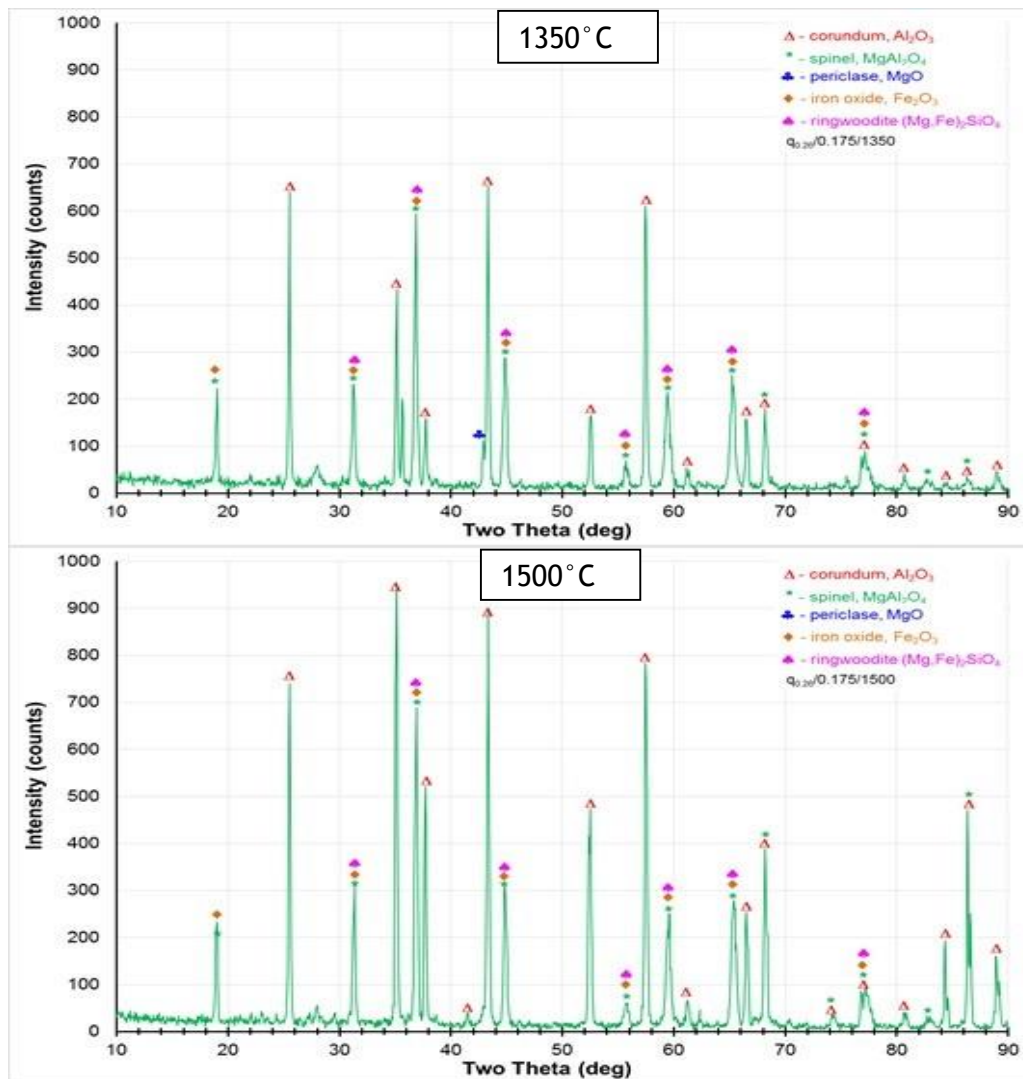 1350°C
Δ - corundum, Al₂O₃
* - spinel, MgAl₂O₄
♣ - periclase, MgO
◆ - iron oxide, Fe₂O₃
♠ - ringwoodite (Mg,Fe)₂SiO₄
q₀.₂₆/0.175/1350
Intensity (counts)
1000
900
800
700
600
500
400
300
200
100
0
10 20 30 40 50 60 70 80 90
Two Theta (deg)
1500°C
Δ - corundum, Al₂O₃
* - spinel, MgAl₂O₄
♣ - periclase, MgO
◆ - iron oxide, Fe₂O₃
♠ - ringwoodite (Mg,Fe)₂SiO₄
q₀.₂₆/0.175/1500
Intensity (counts)
1000
900
800
700
600
500
400
300
200
100
0
10 20 30 40 50 60 70 80 90
Two Theta (deg)